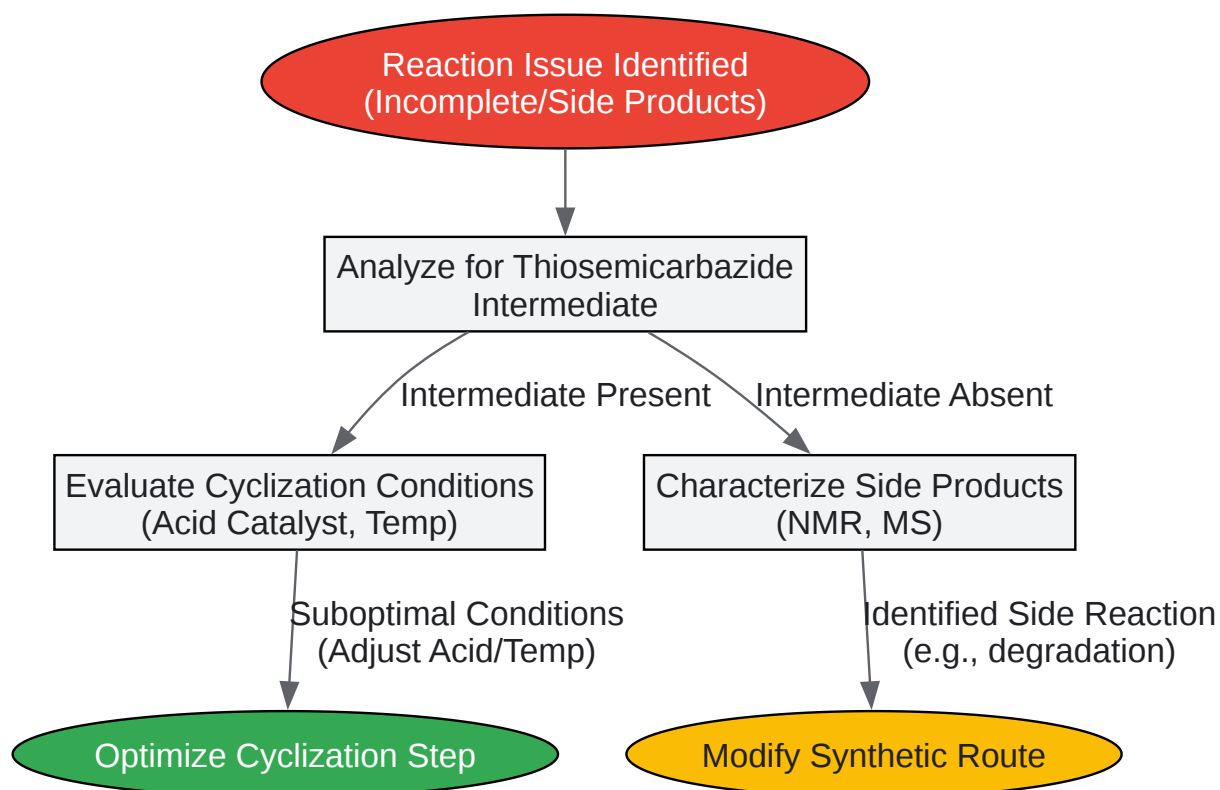 Reaction Issue Identified
(Incomplete/Side Products)
Analyze for Thiosemicarbazide
Intermediate
Intermediate Present
Intermediate Absent
Evaluate Cyclization Conditions
(Acid Catalyst, Temp)
Characterize Side Products
(NMR, MS)
Suboptimal Conditions
(Adjust Acid/Temp)
Identified Side Reaction
(e.g., degradation)
Optimize Cyclization Step
Modify Synthetic Route